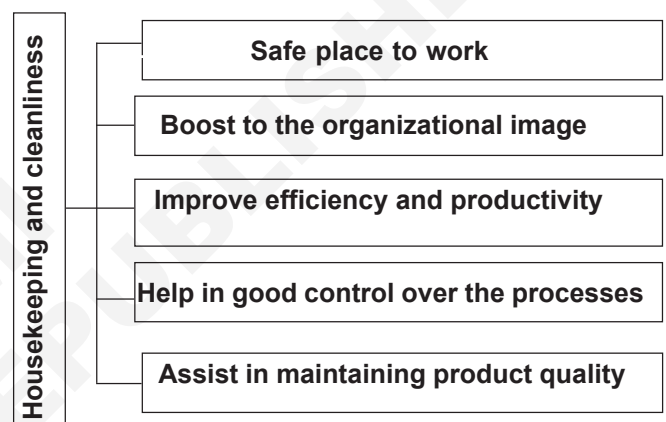 Housekeeping and cleanliness
Safe place to work
Boost to the organizational image
Improve efficiency and productivity
Help in good control over the processes
Assist in maintaining product quality